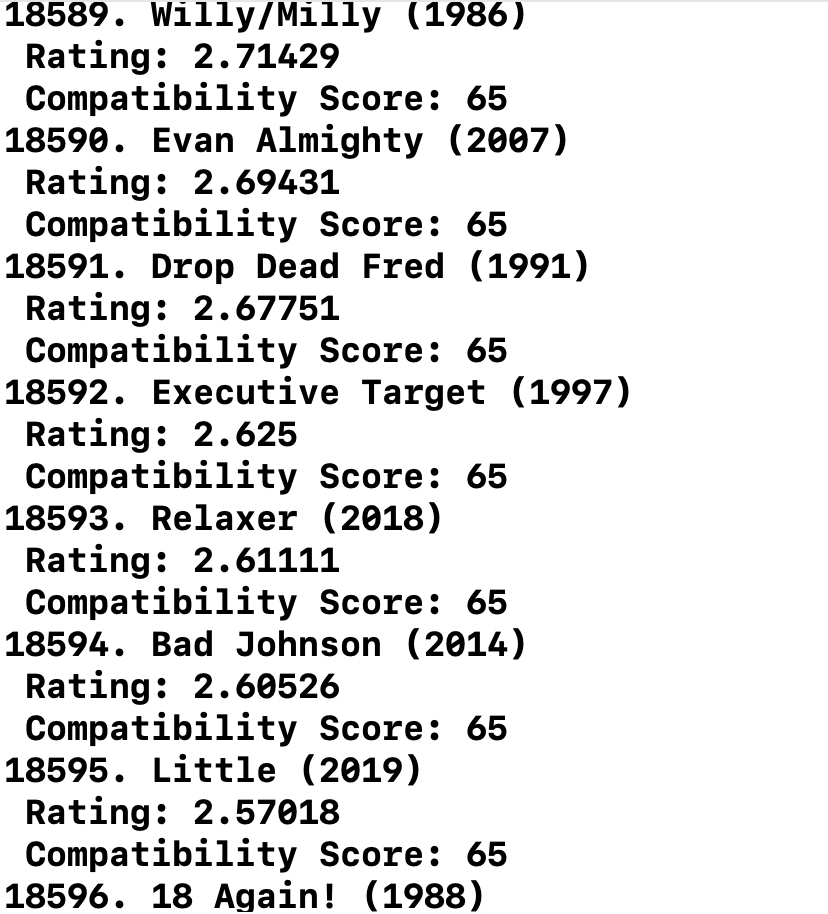 18589. Willy/Milly (1986)
Rating: 2.71429
Compatibility Score: 65
18590. Evan Almighty (2007)
Rating: 2.69431
Compatibility Score: 65
18591. Drop Dead Fred (1991)
Rating: 2.67751
Compatibility Score: 65
18592. Executive Target (1997)
Rating: 2.625
Compatibility Score: 65
18593. Relaxer (2018)
Rating: 2.61111
Compatibility Score: 65
18594. Bad Johnson (2014)
Rating: 2.60526
Compatibility Score: 65
18595. Little (2019)
Rating: 2.57018
Compatibility Score: 65
18596. 18 Again! (1988)